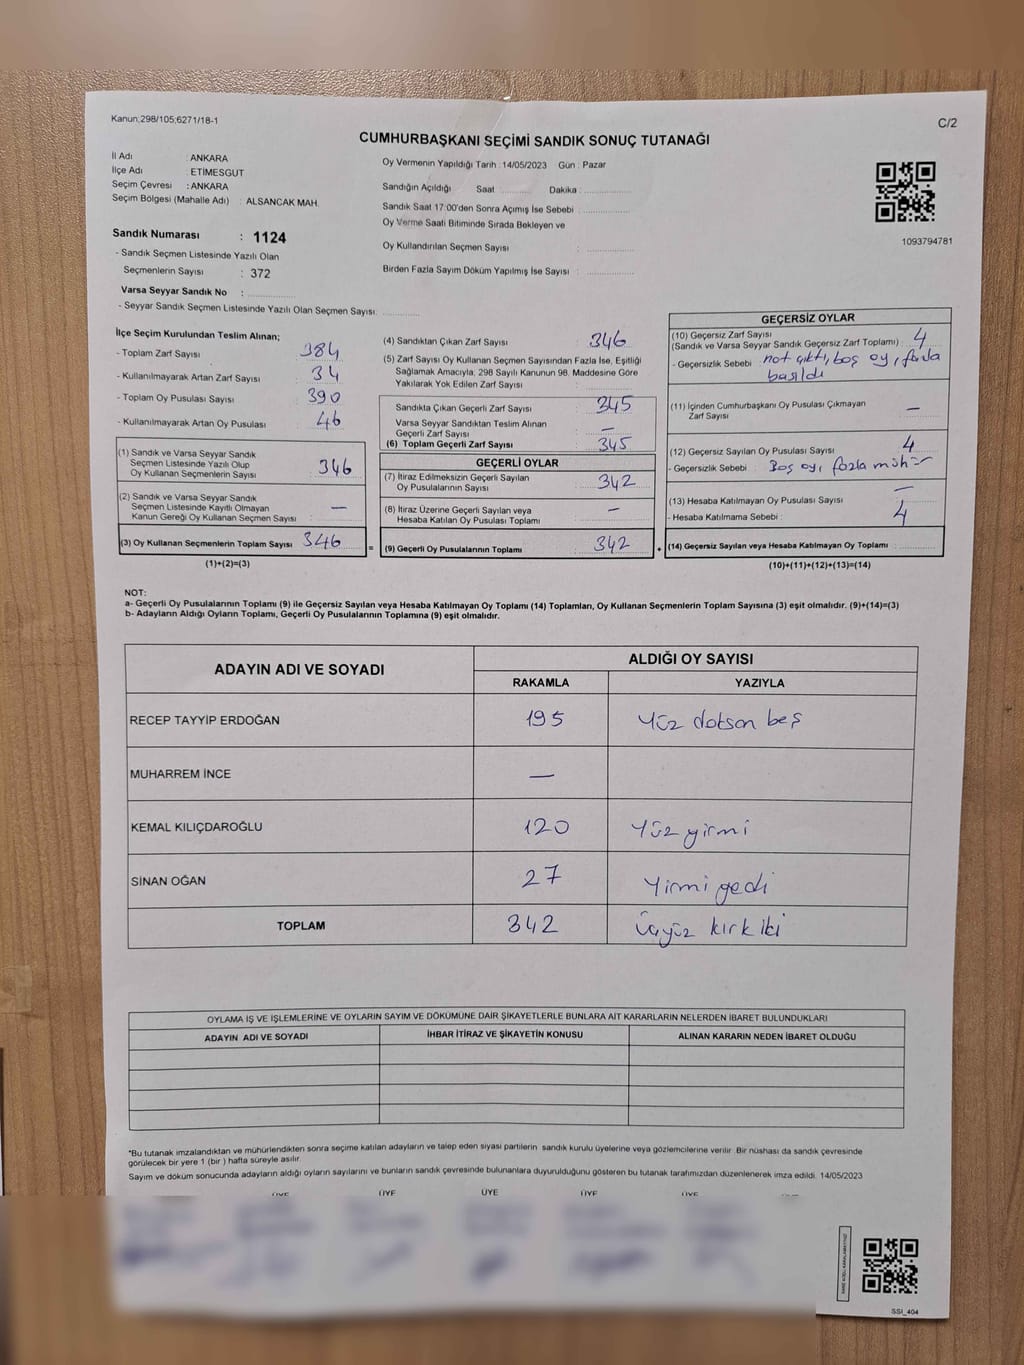 Kanun;298/105;6271/18-1
C/2
CUMHURBAŞKANI SEÇİMİ SANDIK SONUÇ TUTANAĞI
İl Adı : ANKARA
İlçe Adı : ETİMESGUT
Seçim Çevresi : ANKARA
Seçim Bölgesi (Mahalle Adı) : ALSANCAK MAH.
Sandık Numarası : 1124
- Sandık Seçmen Listesinde Yazılı Olan
Seçmenlerin Sayısı : 372
Varsa Seyyar Sandık No :
- Seyyar Sandık Seçmen Listesinde Yazılı Olan Seçmen Sayısı:
Oy Vermenin Yapıldığı Tarih : 14/05/2023 Gün : Pazar
Sandığın Açıldığı Saat Dakika :
Sandık Saat 17:00'den Sonra Açımış İse Sebebi :
Oy Verme Saati Bitiminde Sırada Bekleyen ve
Oy Kullandırılan Seçmen Sayısı :
Birden Fazla Sayım Döküm Yapılmış İse Sayısı :
1093794781
İlçe Seçim Kurulundan Teslim Alınan;
- Toplam Zarf Sayısı : 384
- Kullanılmayarak Artan Zarf Sayısı : 34
- Toplam Oy Pusulası Sayısı : 390
- Kullanılmayarak Artan Oy Pusulası : 46
(1) Sandık ve Varsa Seyyar Sandık
Seçmen Listesinde Yazılı Olup
Oy Kullanan Seçmenlerin Sayısı : 346
(2) Sandık ve Varsa Seyyar Sandık
Seçmen Listesinde Kayıtlı Olmayan
Kanun Gereği Oy Kullanan Seçmen Sayısı : —
(3) Oy Kullanan Seçmenlerin Toplam Sayısı : 346
(1)+(2)=(3)
=
(4) Sandıktan Çıkan Zarf Sayısı : 346
(5) Zarf Sayısı Oy Kullanan Seçmen Sayısından Fazla İse, Eşitliği
Sağlamak Amacıyla, 298 Sayılı Kanunun 98. Maddesine Göre
Yakılarak Yok Edilen Zarf Sayısı :
Sandıkta Çıkan Geçerli Zarf Sayısı : 345
Varsa Seyyar Sandıktan Teslim Alınan
Geçerli Zarf Sayısı : —
(6) Toplam Geçerli Zarf Sayısı : 345
GEÇERLİ OYLAR
(7) İtiraz Edilmeksizin Geçerli Sayılan
Oy Pusulalarının Sayısı : 342
(8) İtiraz Üzerine Geçerli Sayılan veya
Hesaba Katılan Oy Pusulası Toplamı : —
(9) Geçerli Oy Pusulalarının Toplamı : 342
+
GEÇERSİZ OYLAR
(10) Geçersiz Zarf Sayısı
(Sandık ve Varsa Seyyar Sandık Geçersiz Zarf Toplamı) : 4
- Geçersizlik Sebebi : not çıktı, boş oy, fazla
basıldı
(11) İçinden Cumhurbaşkanı Oy Pusulası Çıkmayan
Zarf Sayısı : —
(12) Geçersiz Sayılan Oy Pusulası Sayısı : 4
- Geçersizlik Sebebi : Boş oy, fazla mühür
(13) Hesaba Katılmayan Oy Pusulası Sayısı : —
- Hesaba Katılmama Sebebi : 4
(14) Geçersiz Sayılan veya Hesaba Katılmayan Oy Toplamı :
(10)+(11)+(12)+(13)=(14)
NOT:
a- Geçerli Oy Pusulalarının Toplamı (9) ile Geçersiz Sayılan veya Hesaba Katılmayan Oy Toplamı (14) Toplamları, Oy Kullanan Seçmenlerin Toplam Sayısına (3) eşit olmalıdır. (9)+(14)=(3)
b- Adayların Aldığı Oyların Toplamı, Geçerli Oy Pusulalarının Toplamına (9) eşit olmalıdır.
ADAYIN ADI VE SOYADI
ALDIĞI OY SAYISI
RAKAMLA YAZIYLA
RECEP TAYYİP ERDOĞAN 195 Yüz dotson beş
MUHARREM İNCE —
KEMAL KILIÇDAROĞLU 120 Yüz yirmi
SİNAN OĞAN 27 Yirmi yedi
TOPLAM 342 Üçyüz kırk iki
OYLAMA İŞ VE İŞLEMLERİNE VE OYLARIN SAYIM VE DÖKÜMÜNE DAİR ŞİKAYETLERLE BUNLARA AİT KARARLARIN NELERDEN İBARET BULUNDUKLARI
ADAYIN ADI VE SOYADI İHBAR İTİRAZ VE ŞİKAYETİN KONUSU ALINAN KARARIN NEDEN İBARET OLDUĞU
*Bu tutanak imzalandıktan ve mühürlendikten sonra seçime katılan adayların ve talep eden siyasi partilerin sandık kurulu üyelerine veya gözlemcilerine verilir. Bir nüshası da sandık çevresinde
görülecek bir yere 1 (bir) hafta süreyle asılır.
Sayım ve döküm sonucunda adayların aldığı oyların sayılarını ve bunların sandık çevresinde bulunanlara duyurulduğunu gösteren bu tutanak tarafımızdan düzenlenerek imza edildi. 14/05/2023
ÜYE ÜYE ÜYE ÜYE ÜYE
SSI_404